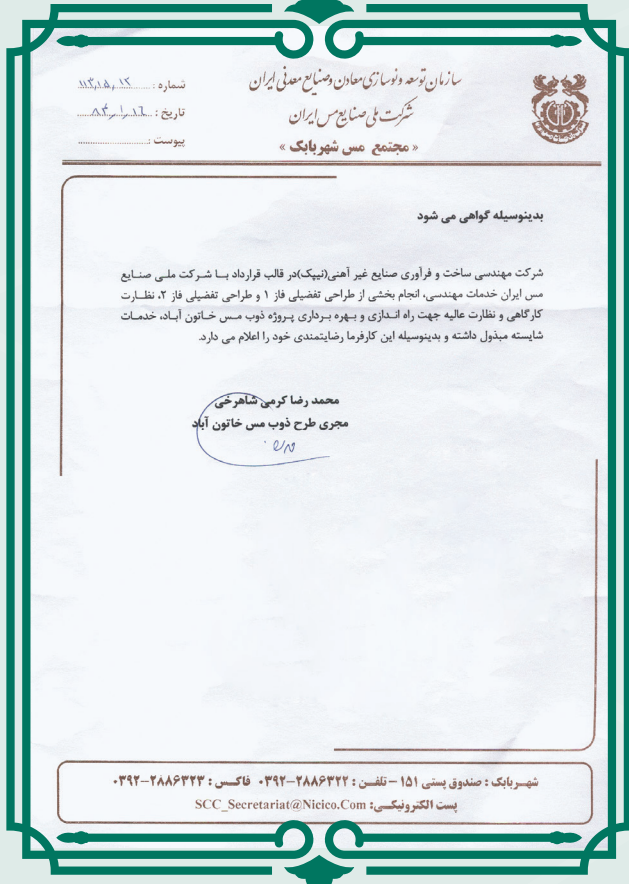 سازمان توسعه و نوسازی معادن و صنایع معدنی ایران
شرکت ملی صنایع مس ایران
« مجتمع مس شهربابک »
شماره :
تاریخ : ۸۳/۱/۱۶
پیوست :
بدینوسیله گواهی می شود
شرکت مهندسی ساخت و فرآوری صنایع غیر آهنی(نیپک)در قالب قرارداد با شرکت ملی صنایع
مس ایران خدمات مهندسی، انجام بخشی از طراحی تفضیلی فاز ۱ و طراحی تفضیلی فاز ۲، نظارت
کارگاهی و نظارت عالیه جهت راه اندازی و بهره برداری پروژه ذوب مس خاتون آباد، خدمات
شایسته مبذول داشته و بدینوسیله این کارفرما رضایتمندی خود را اعلام می دارد.
محمد رضا کرمی شاهرخی
مجری طرح ذوب مس خاتون آباد
شهربابک : صندوق پستی ۱۵۱ – تلفن : ۲۸۸۶۳۲۲–۰۳۹۲ فاکس : ۲۸۸۶۳۲۳–۰۳۹۲
پست الکترونیکی: SCC_Secretariat@Nicico.Com